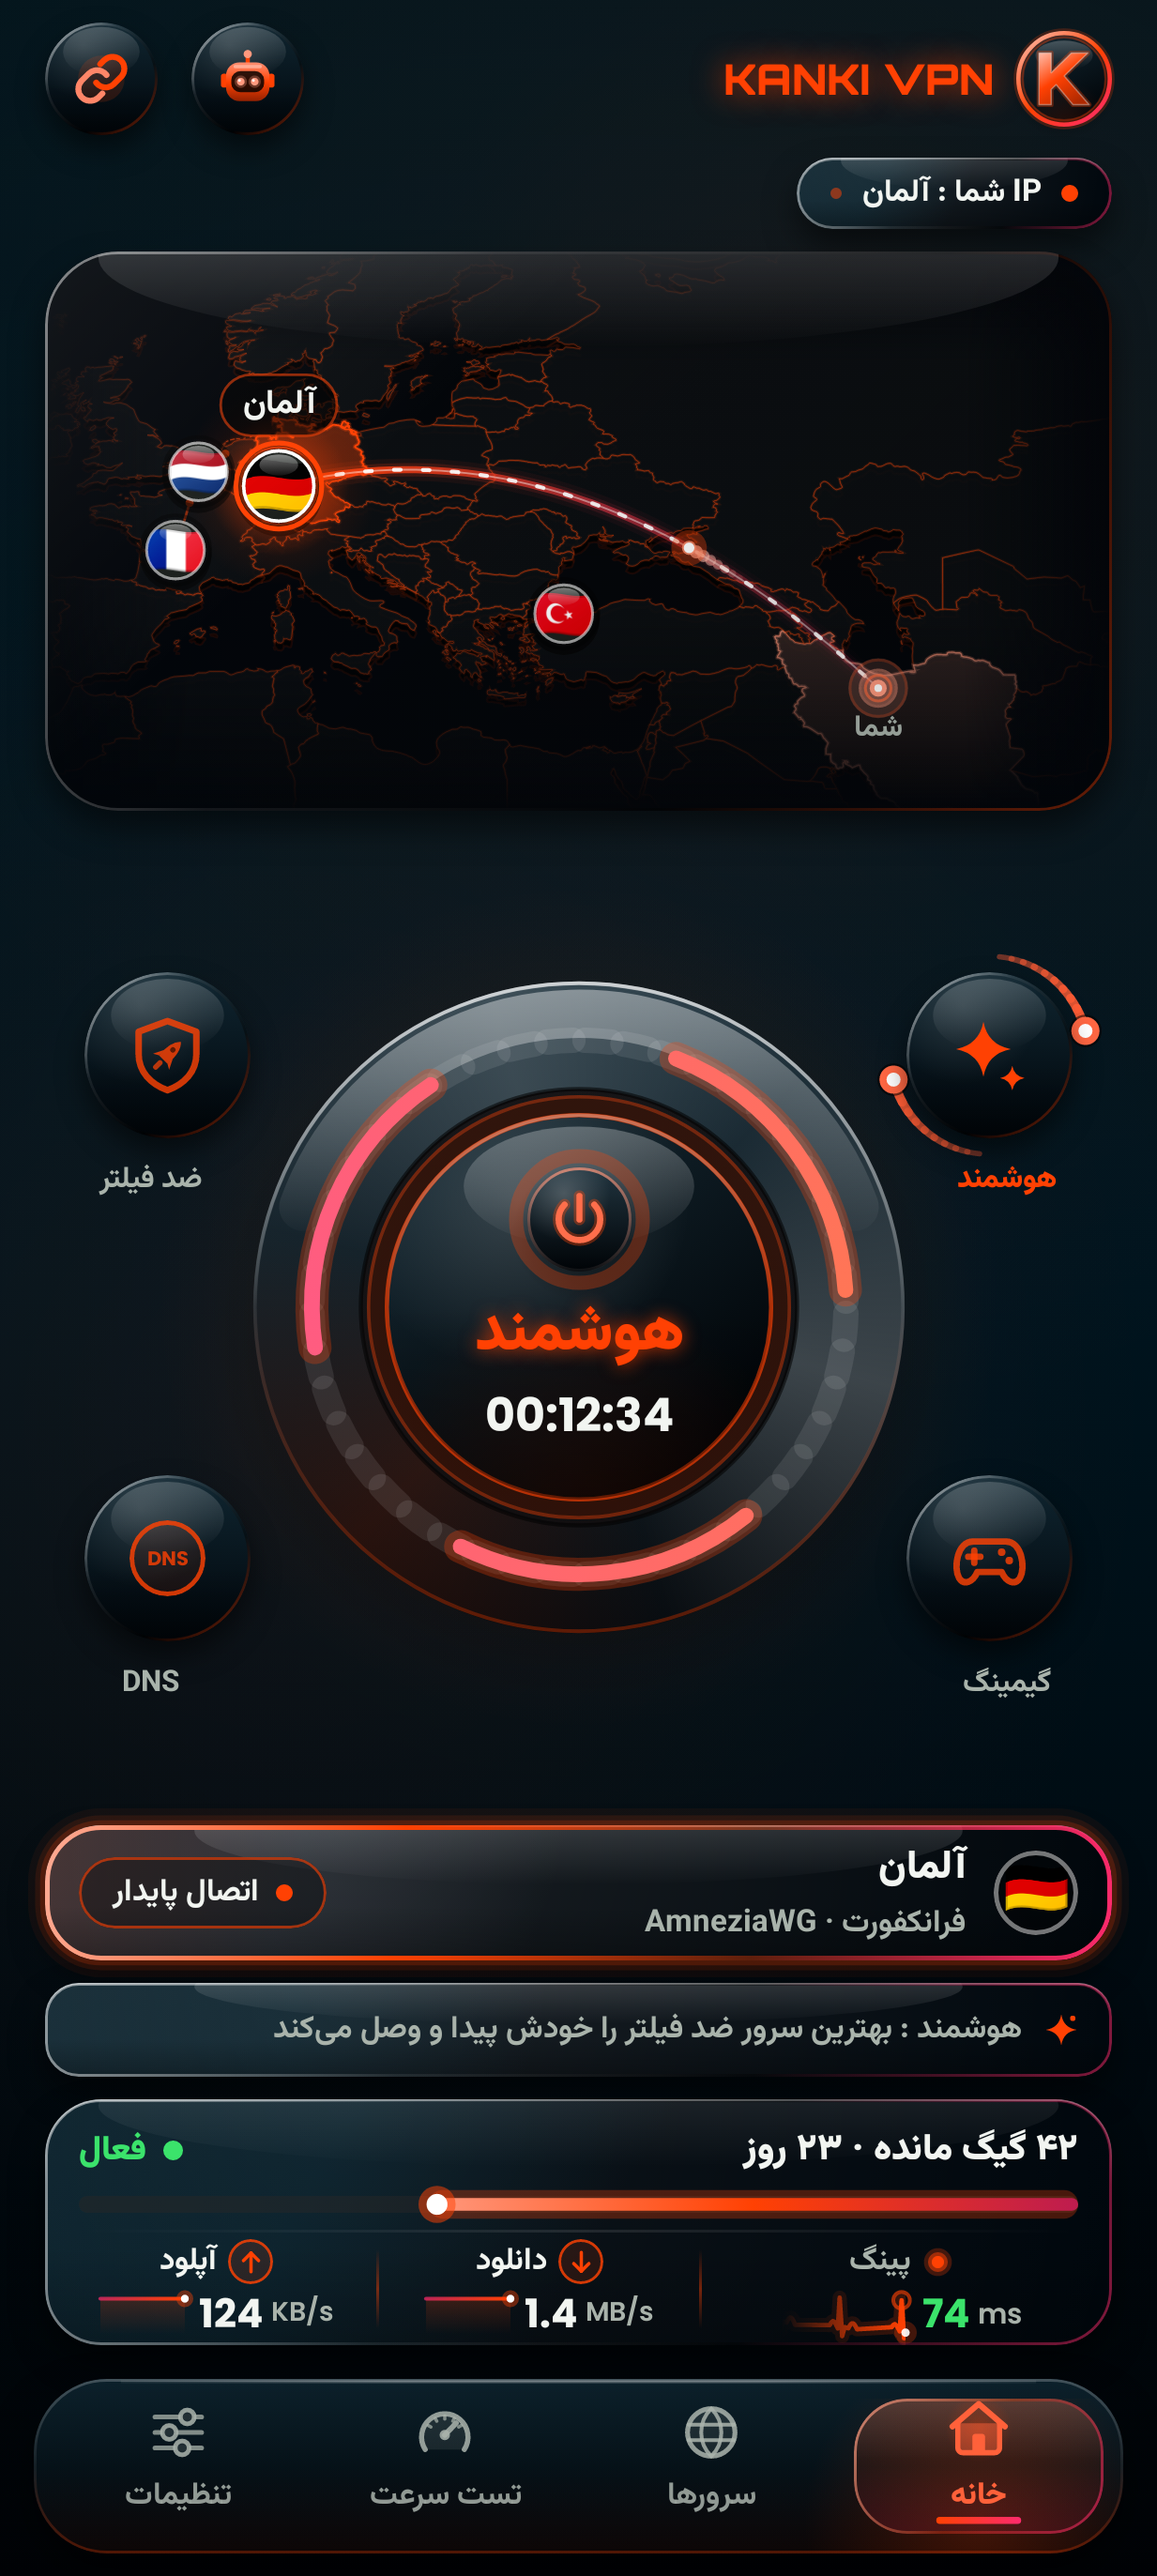 KANKI VPN
K
IP شما : آلمان
آلمان
شما
هوشمند
ضد فیلتر
هوشمند
00:12:34
DNS
گیمینگ
DNS
آلمان
فرانکفورت · AmneziaWG
اتصال پایدار
هوشمند : بهترین سرور ضد فیلتر را خودش پیدا و وصل می‌کند
۴۲ گیگ مانده · ۲۳ روز
فعال
پینگ
74 ms
دانلود
1.4 MB/s
آپلود
124 KB/s
خانه
سرورها
تست سرعت
تنظیمات